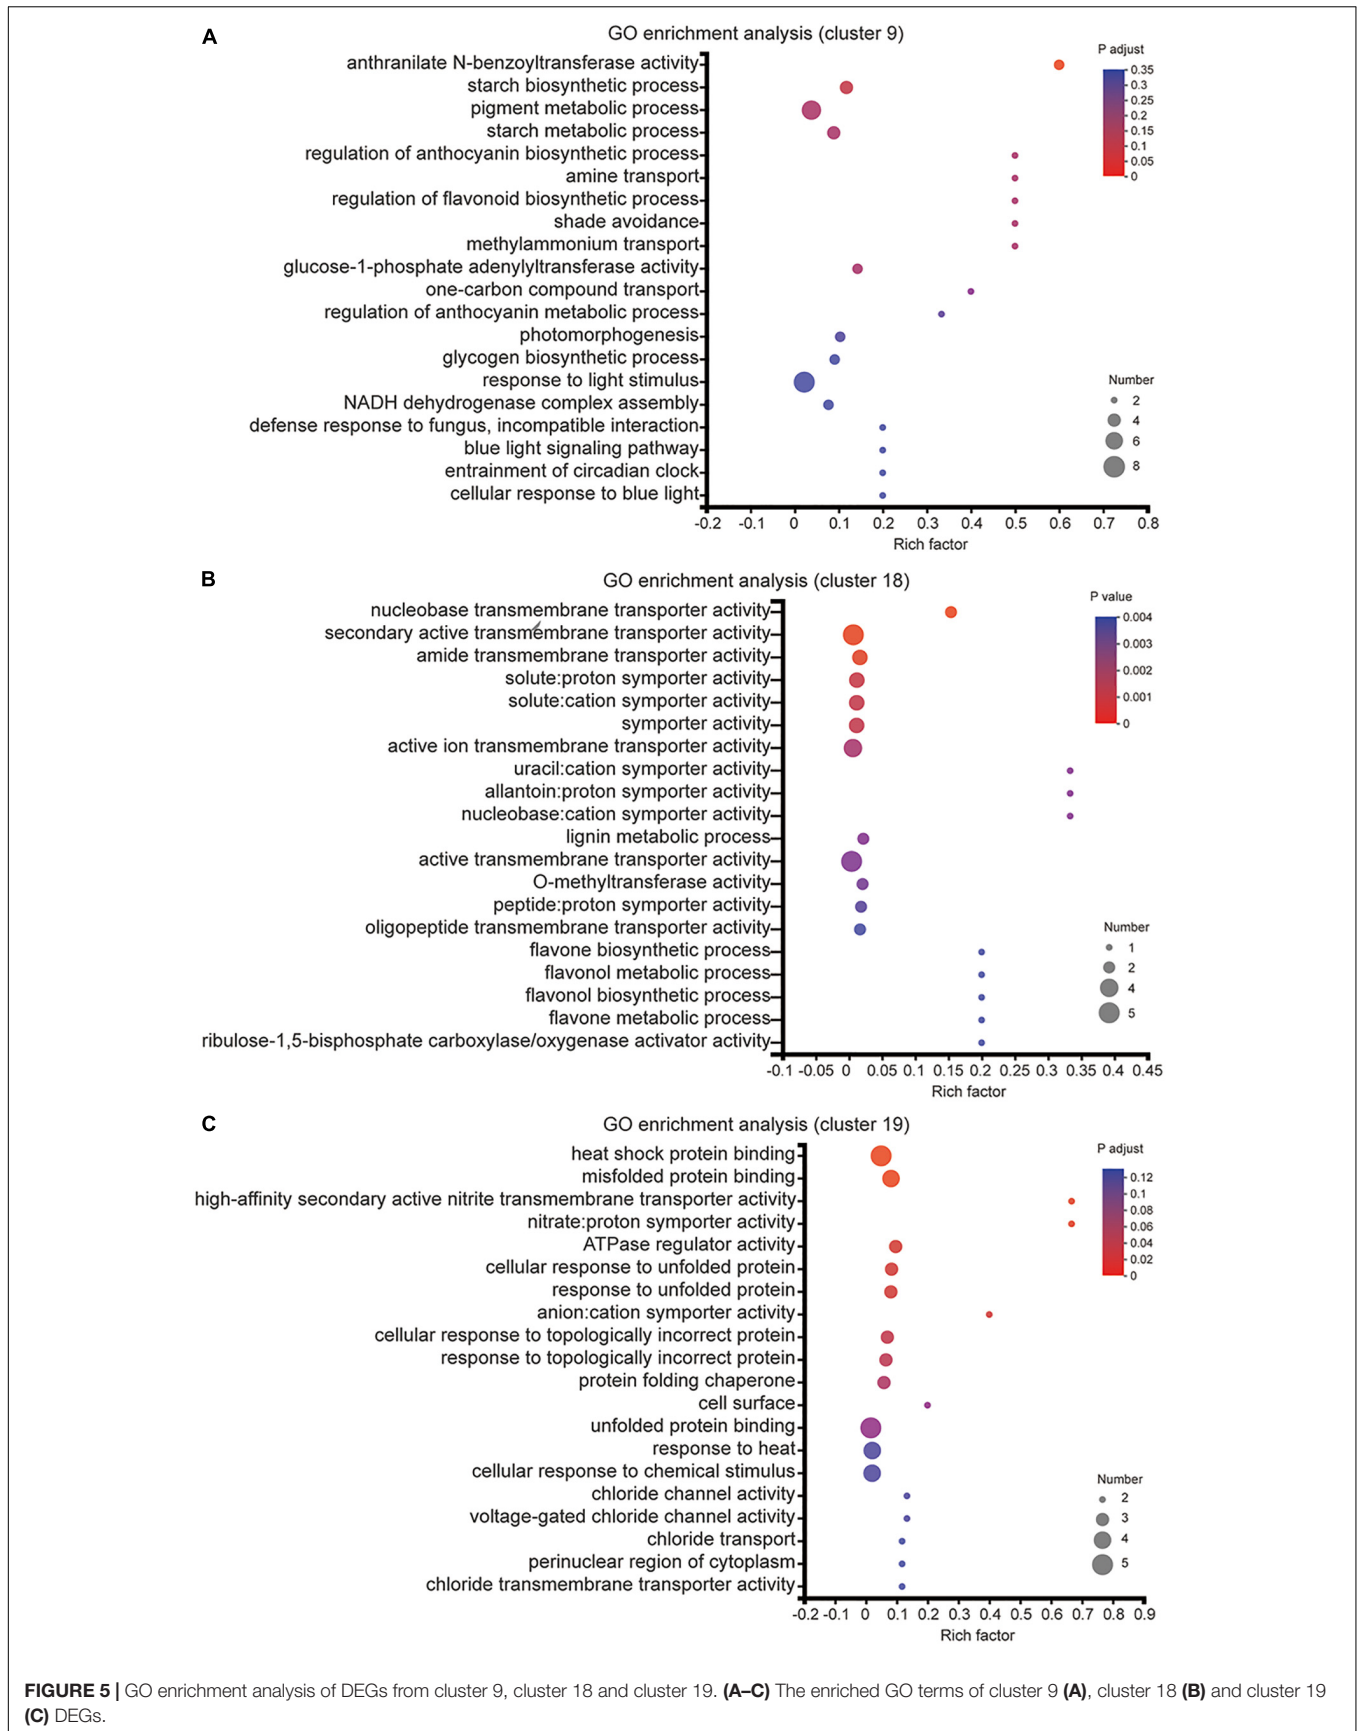 A
GO enrichment analysis (cluster 9)
P adjust
anthranilate N-benzoyltransferase activity
starch biosynthetic process
pigment metabolic process
starch metabolic process
regulation of anthocyanin biosynthetic process
amine transport
regulation of flavonoid biosynthetic process
shade avoidance
methylammonium transport
glucose-1-phosphate adenylyltransferase activity
one-carbon compound transport
regulation of anthocyanin metabolic process
photomorphogenesis
glycogen biosynthetic process
response to light stimulus
NADH dehydrogenase complex assembly
defense response to fungus, incompatible interaction
blue light signaling pathway
entrainment of circadian clock
cellular response to blue light
0.35
0.3
0.25
0.2
0.15
0.1
0.05
0
Number
2
4
6
8
-0.2 -0.1 0 0.1 0.2 0.3 0.4 0.5 0.6 0.7 0.8
Rich factor
B
GO enrichment analysis (cluster 18)
P value
nucleobase transmembrane transporter activity
secondary active transmembrane transporter activity
amide transmembrane transporter activity
solute:proton symporter activity
solute:cation symporter activity
symporter activity
active ion transmembrane transporter activity
uracil:cation symporter activity
allantoin:proton symporter activity
nucleobase:cation symporter activity
lignin metabolic process
active transmembrane transporter activity
O-methyltransferase activity
peptide:proton symporter activity
oligopeptide transmembrane transporter activity
flavone biosynthetic process
flavonol metabolic process
flavonol biosynthetic process
flavone metabolic process
ribulose-1,5-bisphosphate carboxylase/oxygenase activator activity
0.004
0.003
0.002
0.001
0
Number
1
2
4
5
-0.1 -0.05 0 0.05 0.1 0.15 0.2 0.25 0.3 0.35 0.4 0.45
Rich factor
C
GO enrichment analysis (cluster 19)
P adjust
heat shock protein binding
misfolded protein binding
high-affinity secondary active nitrite transmembrane transporter activity
nitrate:proton symporter activity
ATPase regulator activity
cellular response to unfolded protein
response to unfolded protein
anion:cation symporter activity
cellular response to topologically incorrect protein
response to topologically incorrect protein
protein folding chaperone
cell surface
unfolded protein binding
response to heat
cellular response to chemical stimulus
chloride channel activity
voltage-gated chloride channel activity
chloride transport
perinuclear region of cytoplasm
chloride transmembrane transporter activity
0.12
0.1
0.08
0.06
0.04
0.02
0
Number
2
3
4
5
-0.2 -0.1 0 0.1 0.2 0.3 0.4 0.5 0.6 0.7 0.8 0.9
Rich factor
FIGURE 5 | GO enrichment analysis of DEGs from cluster 9, cluster 18 and cluster 19. (A–C) The enriched GO terms of cluster 9 (A), cluster 18 (B) and cluster 19
(C) DEGs.